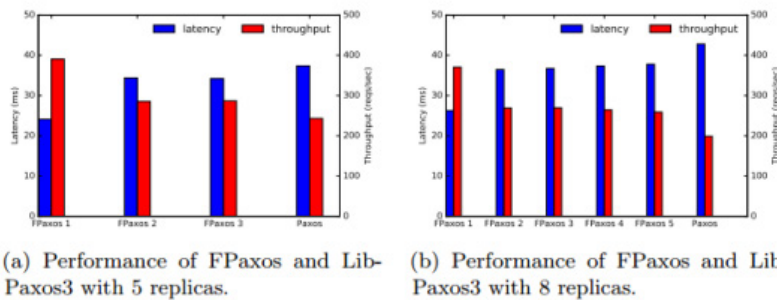 50
40
30
20
10
0
Latency (ms)
latency throughput
500
400
300
200
100
0
Throughput (reqs/sec)
FPaxos 1 FPaxos 2 FPaxos 3 Paxos
(a) Performance of FPaxos and Lib-
Paxos3 with 5 replicas.
50
40
30
20
10
0
Latency (ms)
latency throughput
500
400
300
200
100
0
Throughput (reqs/sec)
FPaxos 1 FPaxos 2 FPaxos 3 FPaxos 4 FPaxos 5 Paxos
(b) Performance of FPaxos and Lib
Paxos3 with 8 replicas.